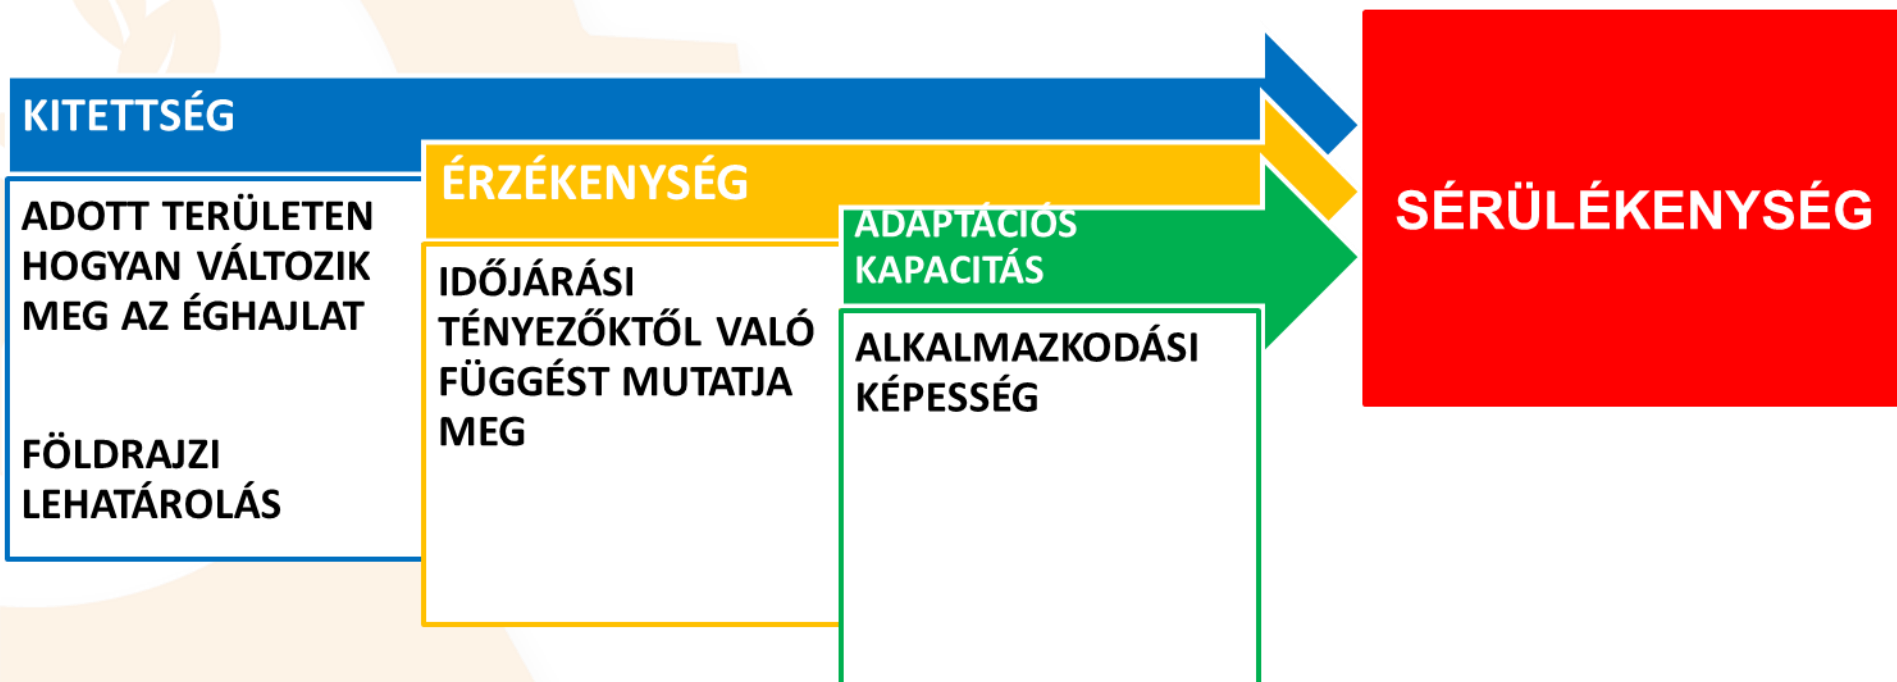 KITETTSÉG
ADOTT TERÜLETEN
HOGYAN VÁLTOZIK
MEG AZ ÉGHAJLAT
FÖLDRAJZI
LEHATÁROLÁS
ÉRZÉKENYSÉG
IDŐJÁRÁSI
TÉNYEZŐKTŐL VALÓ
FÜGGÉST MUTATJA
MEG
ADAPTÁCIÓS
KAPACITÁS
ALKALMAZKODÁSI
KÉPESSÉG
SÉRÜLÉKENYSÉG